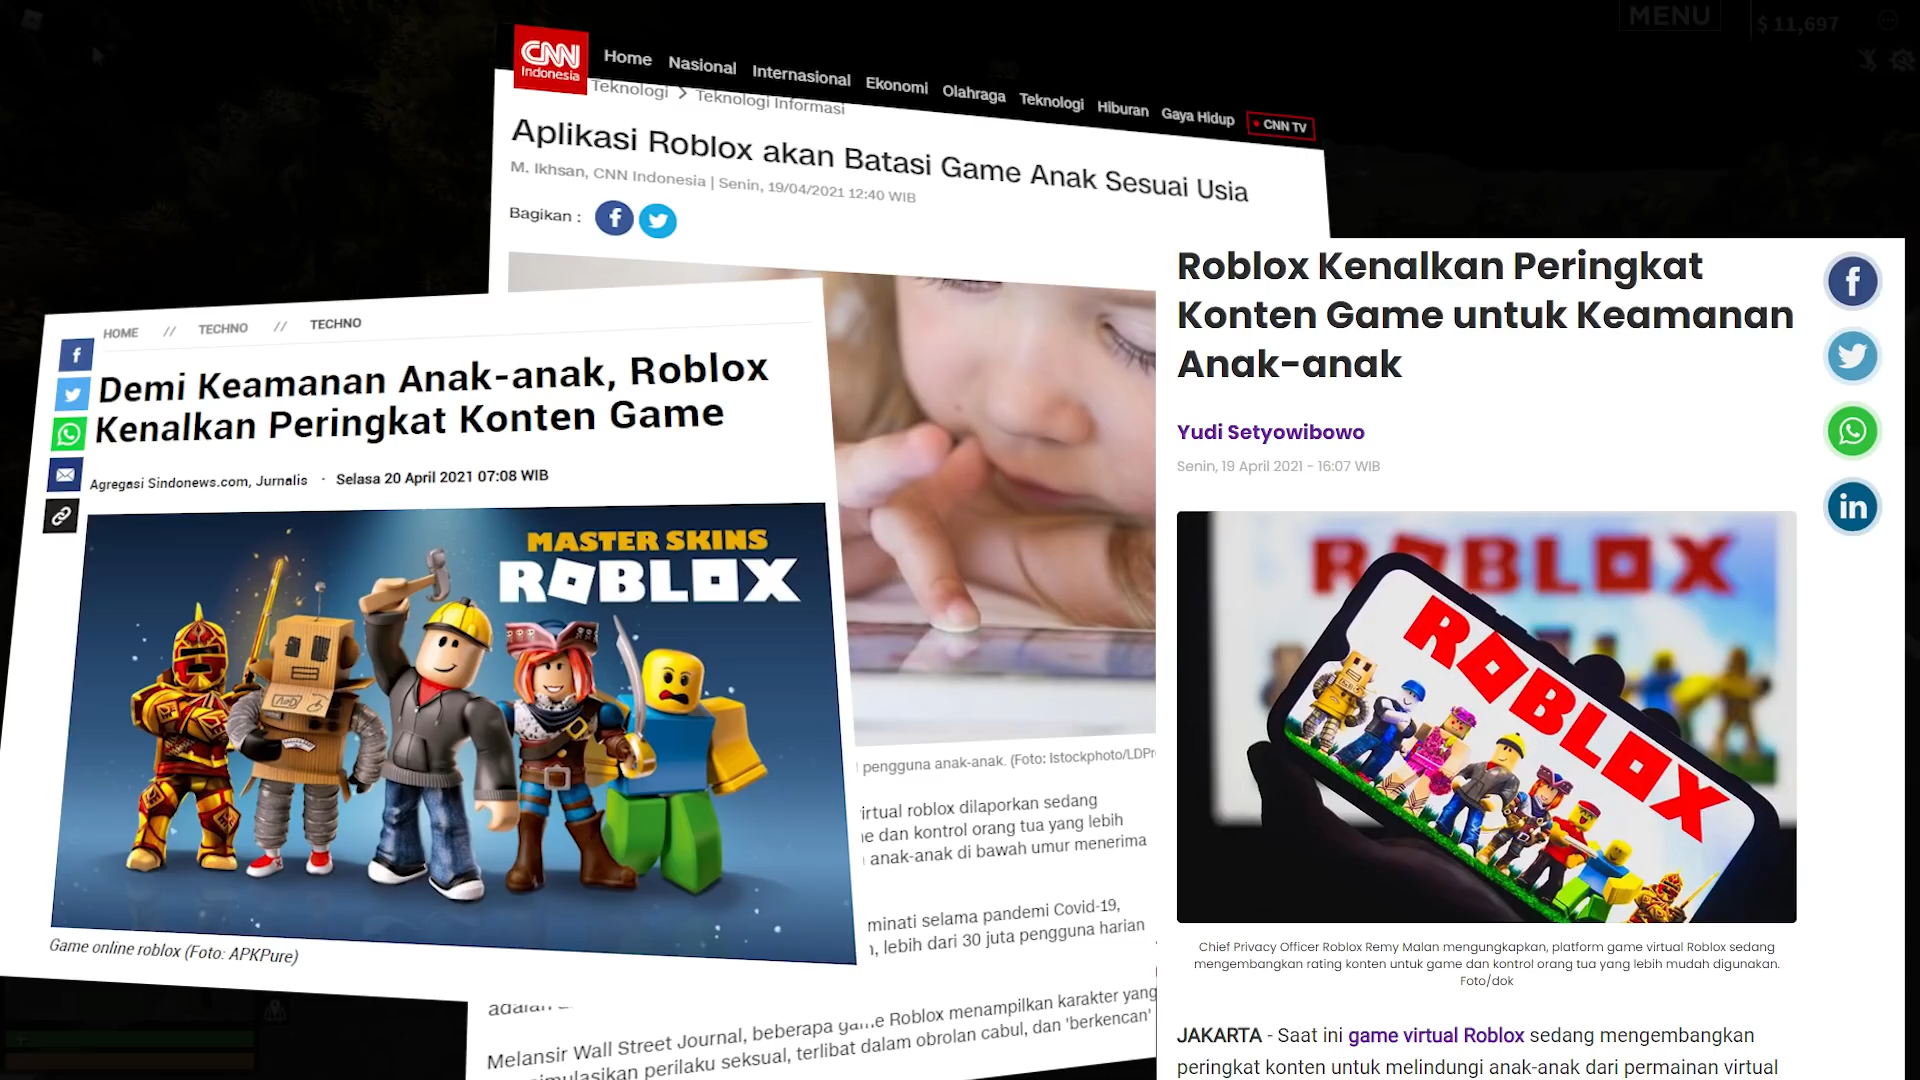 MENU
$ 11,697
CNN
Indonesia
Home Nasional Internasional Ekonomi Olahraga Teknologi Hiburan Gaya Hidup CNN TV
Teknologi > Teknologi Informasi
Aplikasi Roblox akan Batasi Game Anak Sesuai Usia
M. Ikhsan, CNN Indonesia | Senin, 19/04/2021 12:40 WIB
Bagikan :
pengguna anak-anak. (Foto: Istockphoto/LDPr
irtual roblox dilaporkan sedang
dan kontrol orang tua yang lebih
anak-anak di bawah umur menerima
minati selama pandemi Covid-19,
, lebih dari 30 juta pengguna harian
adalah
Melansir Wall Street Journal, beberapa game Roblox menampilkan karakter yang
imulasikan perilaku seksual, terlibat dalam obrolan cabul, dan 'berkencan'
HOME // TECHNO // TECHNO
Demi Keamanan Anak-anak, Roblox
Kenalkan Peringkat Konten Game
Agregasi Sindonews.com, Jurnalis · Selasa 20 April 2021 07:08 WIB
MASTER SKINS
ROBLOX
Game online roblox (Foto: APKPure)
Roblox Kenalkan Peringkat
Konten Game untuk Keamanan
Anak-anak
Yudi Setyowibowo
Senin, 19 April 2021 - 16:07 WIB
ROBLOX
ROBLOX
Chief Privacy Officer Roblox Remy Malan mengungkapkan, platform game virtual Roblox sedang
mengembangkan rating konten untuk game dan kontrol orang tua yang lebih mudah digunakan.
Foto/dok
JAKARTA - Saat ini game virtual Roblox sedang mengembangkan
peringkat konten untuk melindungi anak-anak dari permainan virtual